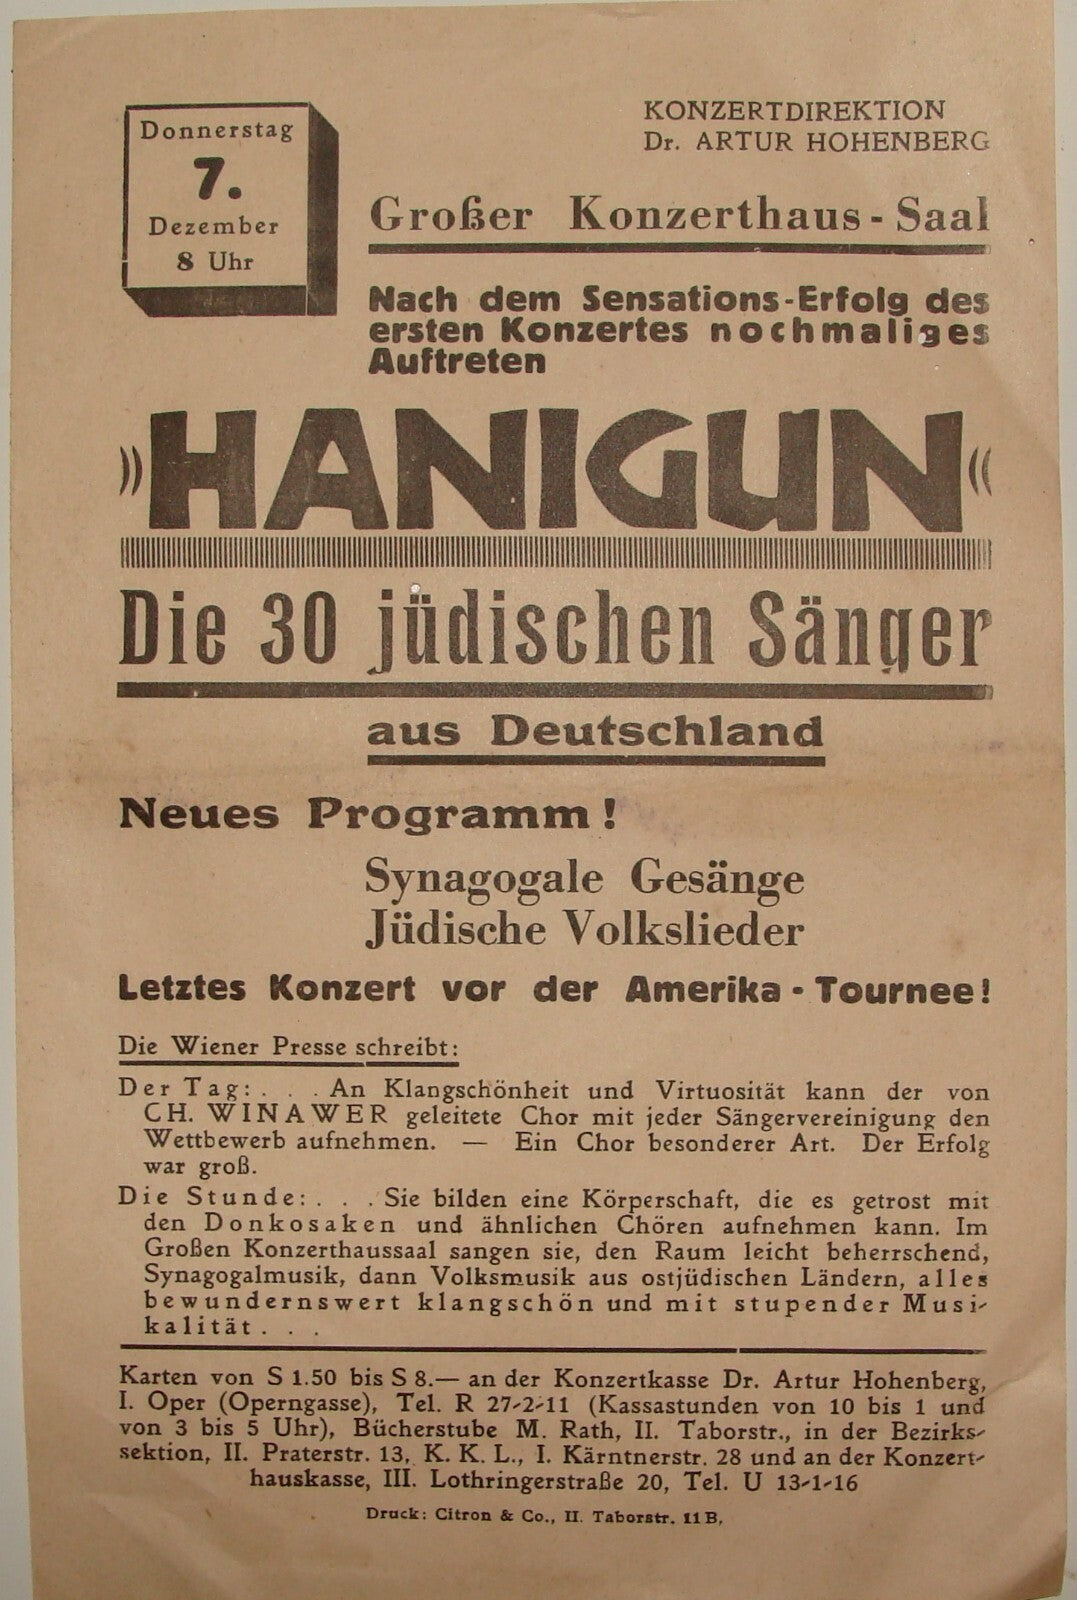 Donnerstag
7.
Dezember
8 Uhr
KONZERTDIREKTION
Dr. ARTUR HOHENBERG
Großer Konzerthaus-Saal
Nach dem Sensations-Erfolg des
ersten Konzertes nochmaliges
Auftreten
»HANIGUN«
Die 30 jüdischen Sänger
aus Deutschland
Neues Programm!
Synagogale Gesänge
Jüdische Volkslieder
Letztes Konzert vor der Amerika-Tournee!
Die Wiener Presse schreibt:
Der Tag: . . . An Klangschönheit und Virtuosität kann der von
CH. WINAWER geleitete Chor mit jeder Sängervereinigung den
Wettbewerb aufnehmen. — Ein Chor besonderer Art. Der Erfolg
war groß.
Die Stunde: . . . Sie bilden eine Körperschaft, die es getrost mit
den Donkosaken und ähnlichen Chören aufnehmen kann. Im
Großen Konzerthaussaal sangen sie, den Raum leicht beherrschend,
Synagogalmusik, dann Volksmusik aus ostjüdischen Ländern, alles
bewundernswert klangschön und mit stupender Musi-
kalität . . .
Karten von S 1.50 bis S 8.— an der Konzertkasse Dr. Artur Hohenberg,
I. Oper (Operngasse), Tel. R 27-2-11 (Kassastunden von 10 bis 1 und
von 3 bis 5 Uhr), Bücherstube M. Rath, II. Taborstr., in der Bezirks-
sektion, II. Praterstr. 13, K. K. L., I. Kärntnerstr. 28 und an der Konzert-
hauskasse, III. Lothringerstraße 20, Tel. U 13-1-16
Druck: Citron & Co., II. Taborstr. 11B.